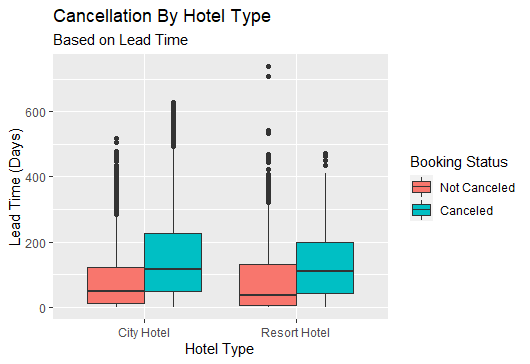 Cancellation By Hotel Type
Based on Lead Time
Lead Time (Days)
600
400
200
0
City Hotel
Resort Hotel
Hotel Type
Booking Status
Not Canceled
Canceled